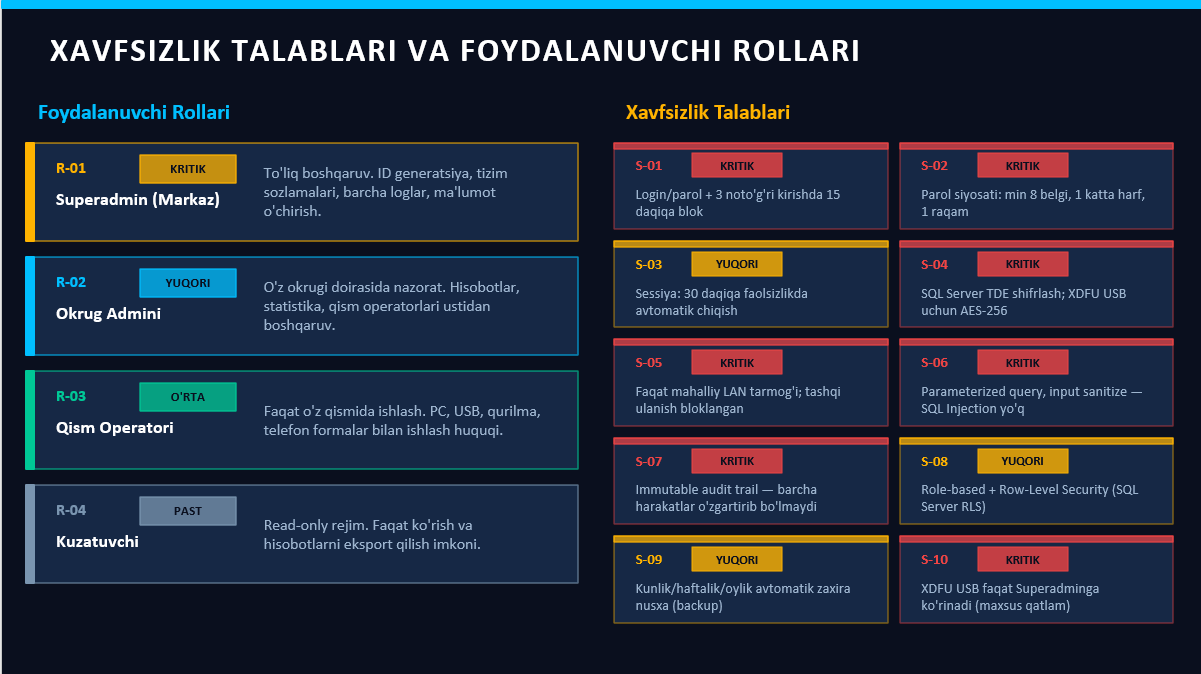 XAVFSIZLIK TALABLARI VA FOYDALANUVCHI ROLLARI
Foydalanuvchi Rollari
R-01
KRITIK
Superadmin (Markaz)
To'liq boshqaruv. ID generatsiya, tizim
sozlamalari, barcha loglar, ma'lumot
o'chirish.
R-02
YUQORI
Okrug Admini
O'z okrugi doirasida nazorat. Hisobotlar,
statistika, qism operatorlari ustidan
boshqaruv.
R-03
O'RTA
Qism Operatori
Faqat o'z qismida ishlash. PC, USB, qurilma,
telefon formalar bilan ishlash huquqi.
R-04
PAST
Kuzatuvchi
Read-only rejim. Faqat ko'rish va
hisobotlarni eksport qilish imkoni.
Xavfsizlik Talablari
S-01
KRITIK
Login/parol + 3 noto'g'ri kirishda 15
daqiqa blok
S-02
KRITIK
Parol siyosati: min 8 belgi, 1 katta harf,
1 raqam
S-03
YUQORI
Sessiya: 30 daqiqa faolsizlikda
avtomatik chiqish
S-04
KRITIK
SQL Server TDE shifrlash; XDFU USB
uchun AES-256
S-05
KRITIK
Faqat mahalliy LAN tarmog'i; tashqi
ulanish bloklangan
S-06
KRITIK
Parameterized query, input sanitize —
SQL Injection yo'q
S-07
KRITIK
Immutable audit trail — barcha
harakatlar o'zgartirib bo'lmaydi
S-08
YUQORI
Role-based + Row-Level Security (SQL
Server RLS)
S-09
YUQORI
Kunlik/haftalik/oylik avtomatik zaxira
nusxa (backup)
S-10
KRITIK
XDFU USB faqat Superadminga
ko'rinadi (maxsus qatlam)